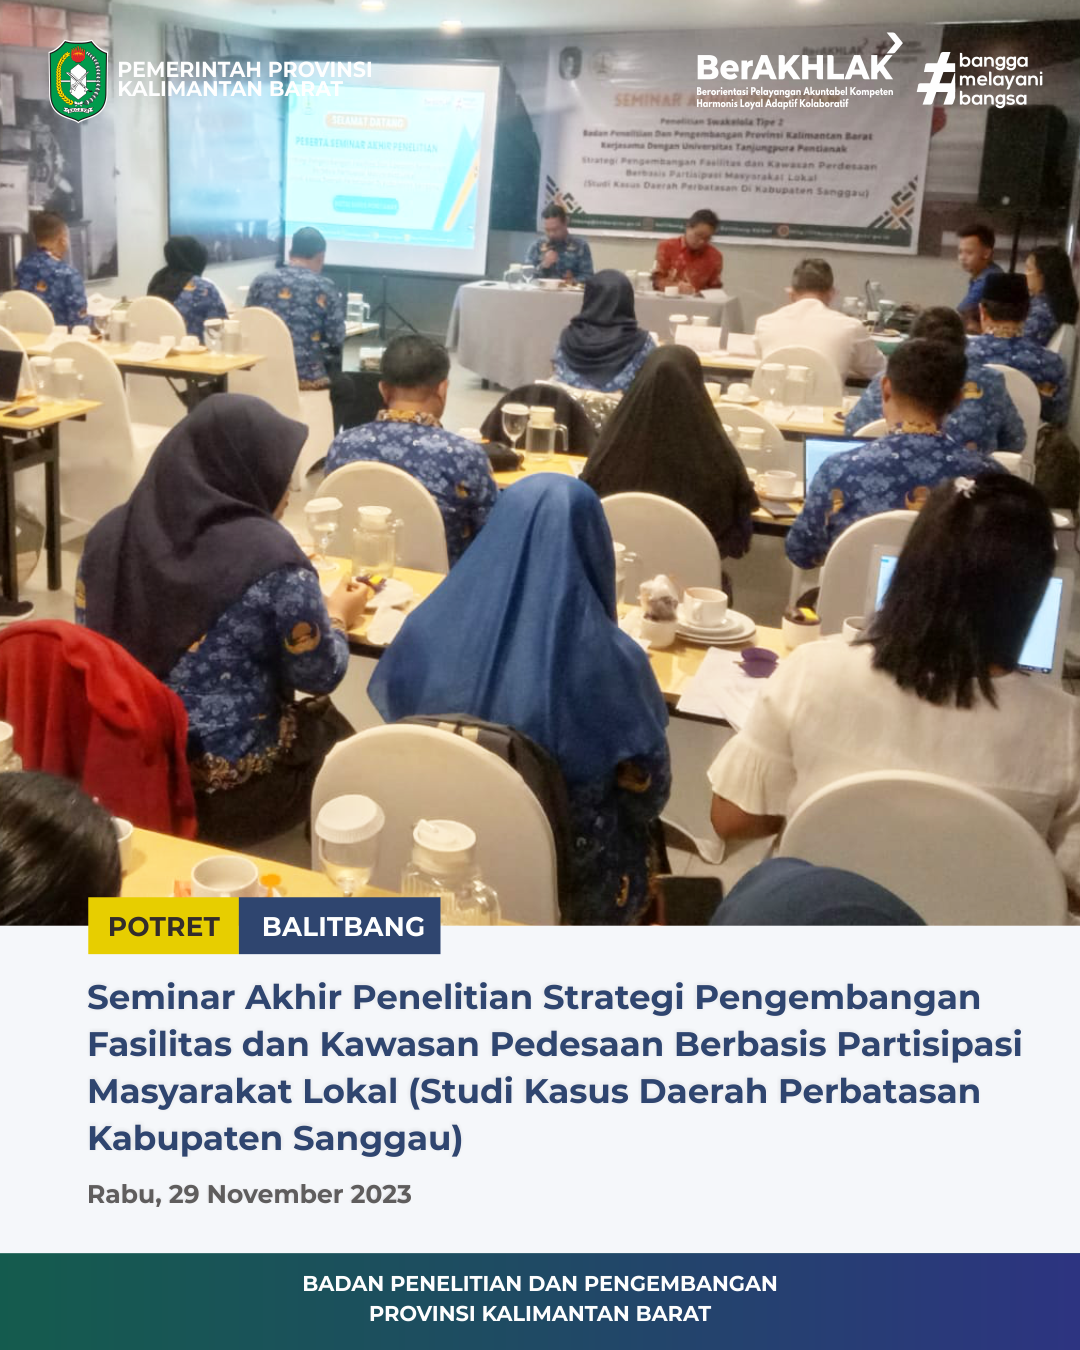 PEMERINTAH PROVINSI
KALIMANTAN BARAT
BerAKHLAK
Berorientasi Pelayangan Akuntabel Kompeten
Harmonis Loyal Adaptif Kolaboratif
#bangga
melayani
bangsa
SELAMAT DATANG
PESERTA SEMINAR AKHIR PENELITIAN
SEMINAR
Penelitian Swakelola Tipe 2
Badan Penelitian Dan Pengembangan Provinsi Kalimantan Barat
Kerjasama Dengan Universitas Tanjungpura Pontianak
Strategi Pengembangan Fasilitas dan Kawasan Perdesaan
Berbasis Partisipasi Masyarakat Lokal
(Studi Kasus Daerah Perbatasan Di Kabupaten Sanggau)
POTRET BALITBANG
Seminar Akhir Penelitian Strategi Pengembangan
Fasilitas dan Kawasan Pedesaan Berbasis Partisipasi
Masyarakat Lokal (Studi Kasus Daerah Perbatasan
Kabupaten Sanggau)
Rabu, 29 November 2023
BADAN PENELITIAN DAN PENGEMBANGAN
PROVINSI KALIMANTAN BARAT